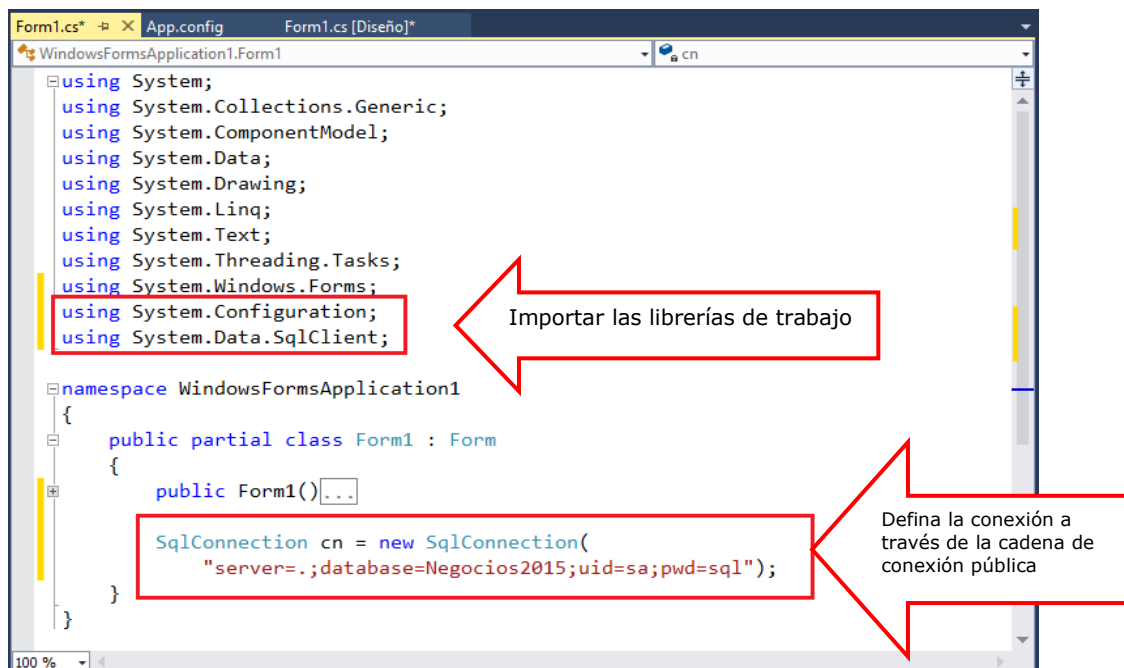 Form1.cs* App.config Form1.cs [Diseño]*
WindowsFormsApplication1.Form1 cn
using System;
using System.Collections.Generic;
using System.ComponentModel;
using System.Data;
using System.Drawing;
using System.Linq;
using System.Text;
using System.Threading.Tasks;
using System.Windows.Forms;
using System.Configuration;
using System.Data.SqlClient;
Importar las librerías de trabajo
namespace WindowsFormsApplication1
{
public partial class Form1 : Form
{
public Form1()...
SqlConnection cn = new SqlConnection(
"server=.;database=Negocios2015;uid=sa;pwd=sql");
}
}
Defina la conexión a
través de la cadena de
conexión pública
100 %